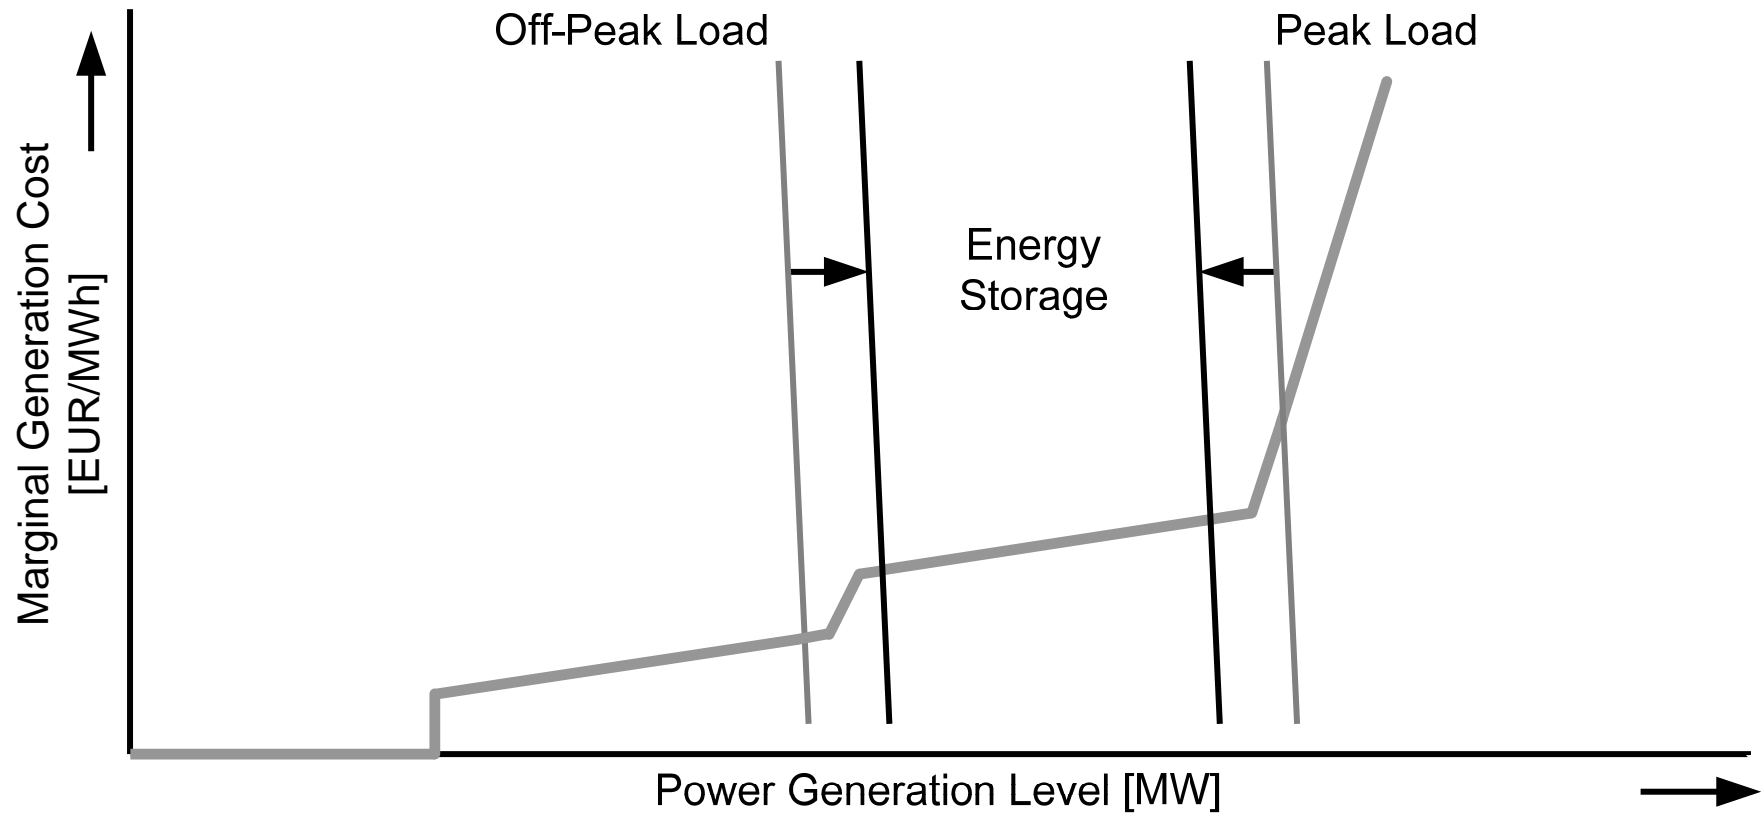 Off-Peak Load
Peak Load
Energy
Storage
Marginal Generation Cost
[EUR/MWh]
Power Generation Level [MW]